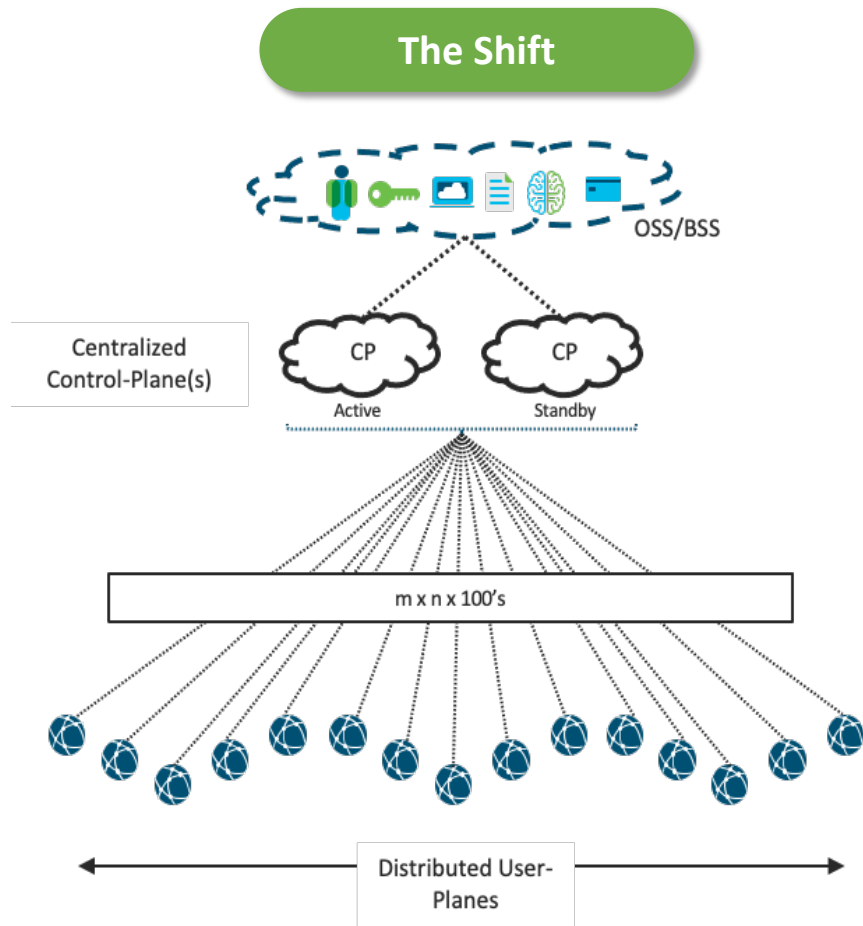 The Shift
OSS/BSS
Centralized
Control-Plane(s)
CP
CP
Active
Standby
m x n x 100's
Distributed User-
Planes